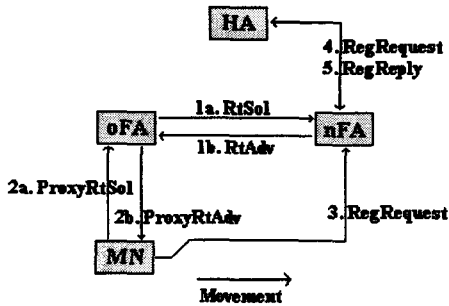 HA
4. RegRequest
5. RegReply
1a. RtSol
oFA
nFA
1b. RtAdv
2a. ProxyRtSol
2b. ProxyRtAdv
3. RegRequest
MN
Movement